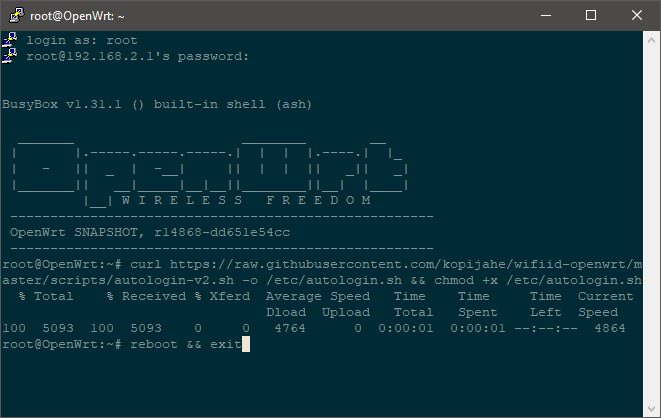 root@OpenWrt: ~
login as: root
root@192.168.2.1's password:
BusyBox v1.31.1 () built-in shell (ash)
OpenWrt
W I R E L E S S   F R E E D O M
-----------------------------------------------------
OpenWrt SNAPSHOT, r14868-dd651e54cc
-----------------------------------------------------
root@OpenWrt:~# curl https://raw.githubusercontent.com/kopijahe/wifiid-openwrt/m
aster/scripts/autologin-v2.sh -o /etc/autologin.sh && chmod +x /etc/autologin.sh
% Total    % Received % Xferd  Average Speed   Time    Time     Time  Current
Dload  Upload   Total   Spent    Left  Speed
100  5093  100  5093    0     0   4764      0  0:00:01  0:00:01 --:--:--  4864
root@OpenWrt:~# reboot && exit